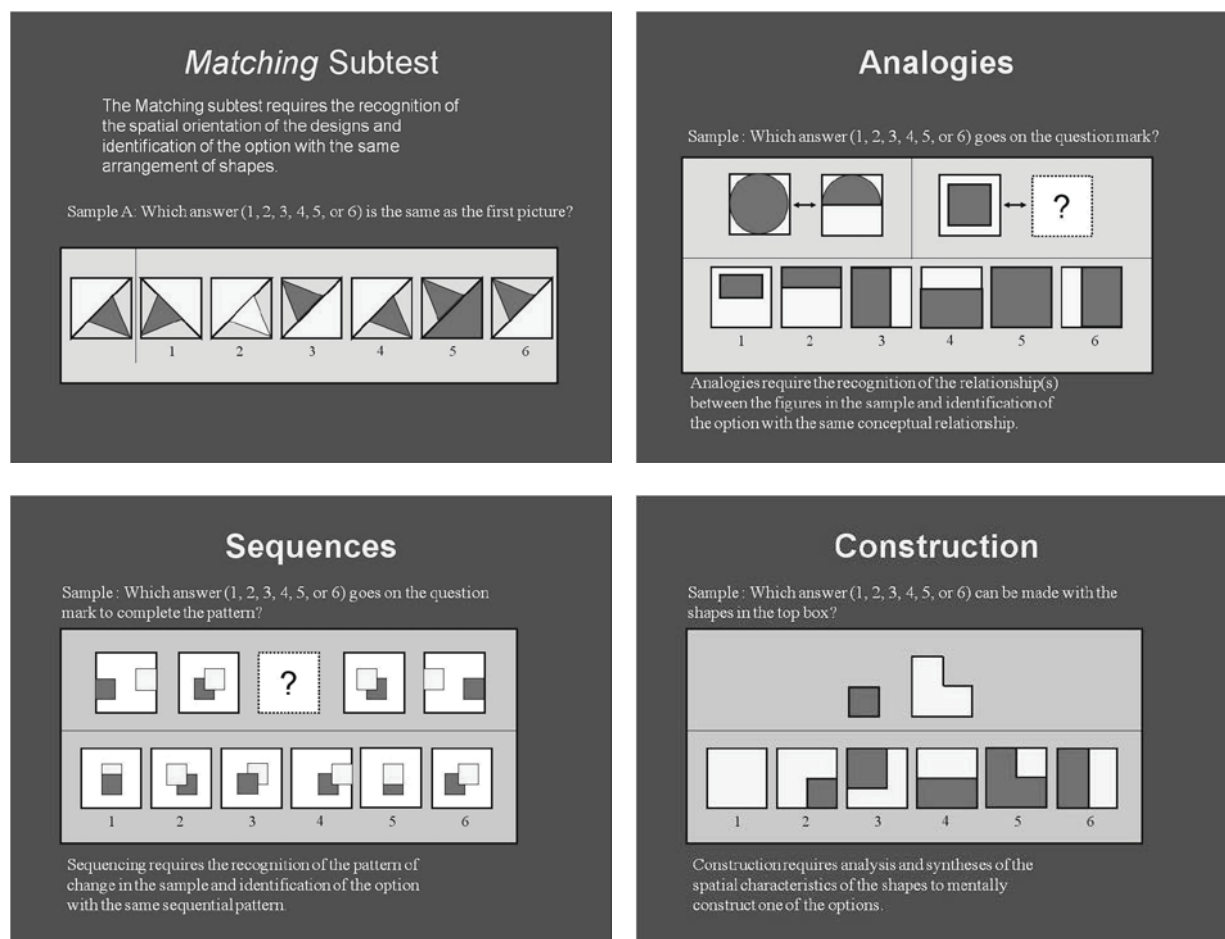 Matching Subtest
The Matching subtest requires the recognition of
the spatial orientation of the designs and
identification of the option with the same
arrangement of shapes.
Sample A: Which answer (1, 2, 3, 4, 5, or 6) is the same as the first picture?
1 2 3 4 5 6
Analogies
Sample : Which answer (1, 2, 3, 4, 5, or 6) goes on the question mark?
?
1 2 3 4 5 6
Analogies require the recognition of the relationship(s)
between the figures in the sample and identification of
the option with the same conceptual relationship.
Sequences
Sample : Which answer (1, 2, 3, 4, 5, or 6) goes on the question
mark to complete the pattern?
?
1 2 3 4 5 6
Sequencing requires the recognition of the pattern of
change in the sample and identification of the option
with the same sequential pattern.
Construction
Sample : Which answer (1, 2, 3, 4, 5, or 6) can be made with the
shapes in the top box?
1 2 3 4 5 6
Construction requires analysis and syntheses of the
spatial characteristics of the shapes to mentally
construct one of the options.